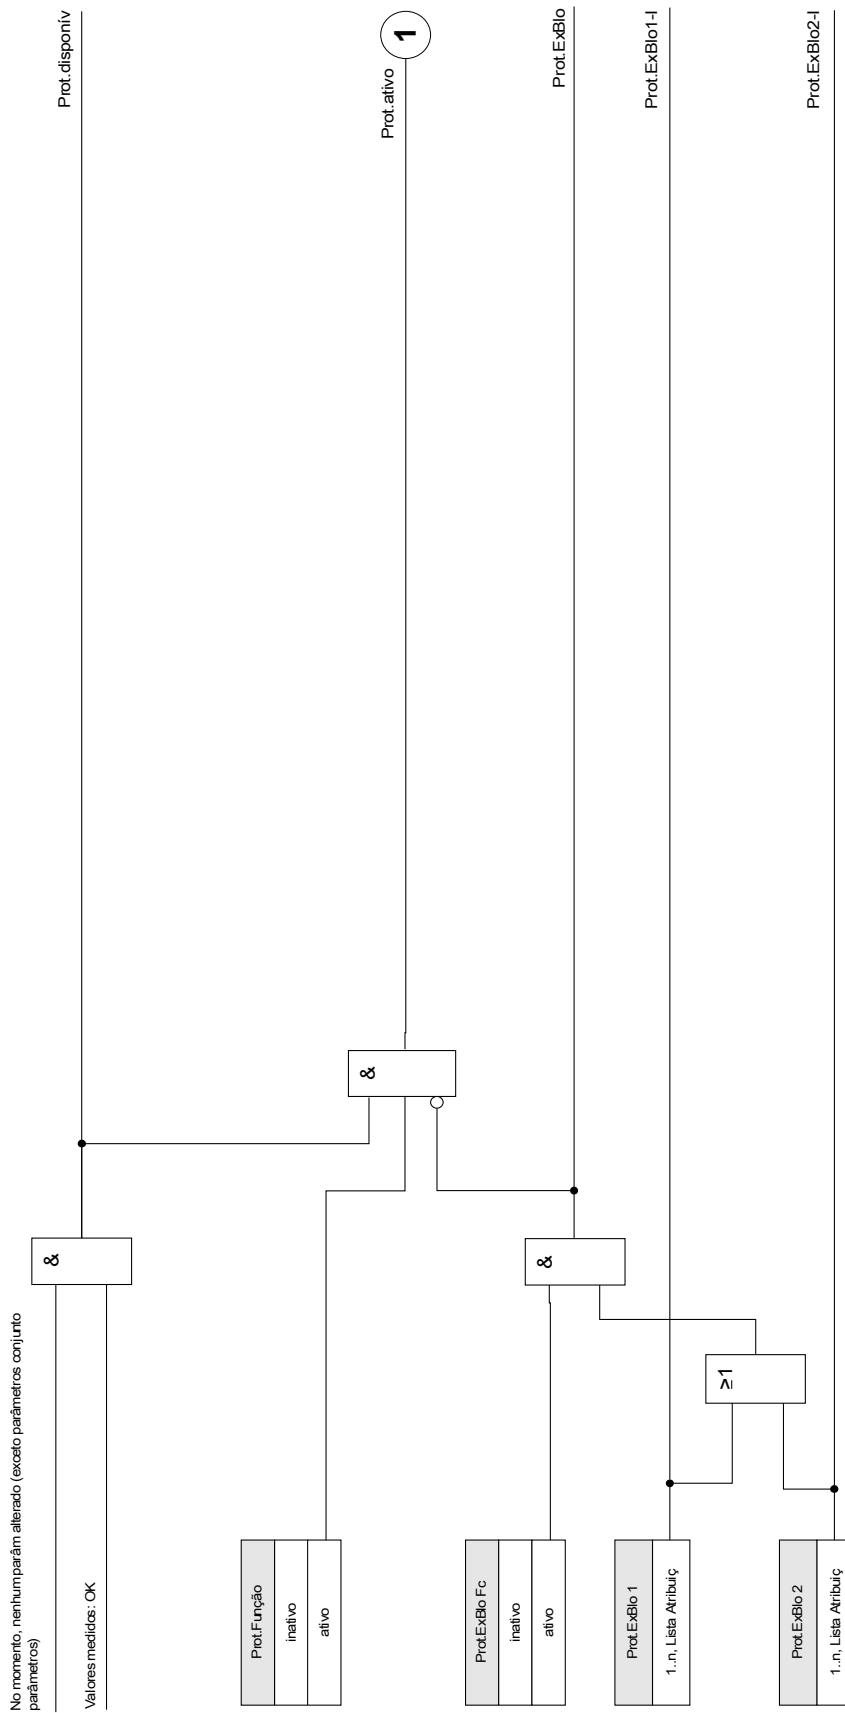 No momento, nenhum parâm alterado (exceto parâmetros conjunto
parâmetros)
Valores medidos: OK
&
Prot.disponív
Prot.Função
inativo
ativo
&
Prot.ativo
1
Prot.ExBlo Fc
inativo
ativo
&
Prot.ExBlo
Prot.ExBlo 1
1..n, Lista Atribuiç
Prot.ExBlo1-I
≥1
Prot.ExBlo 2
1..n, Lista Atribuiç
Prot.ExBlo2-I